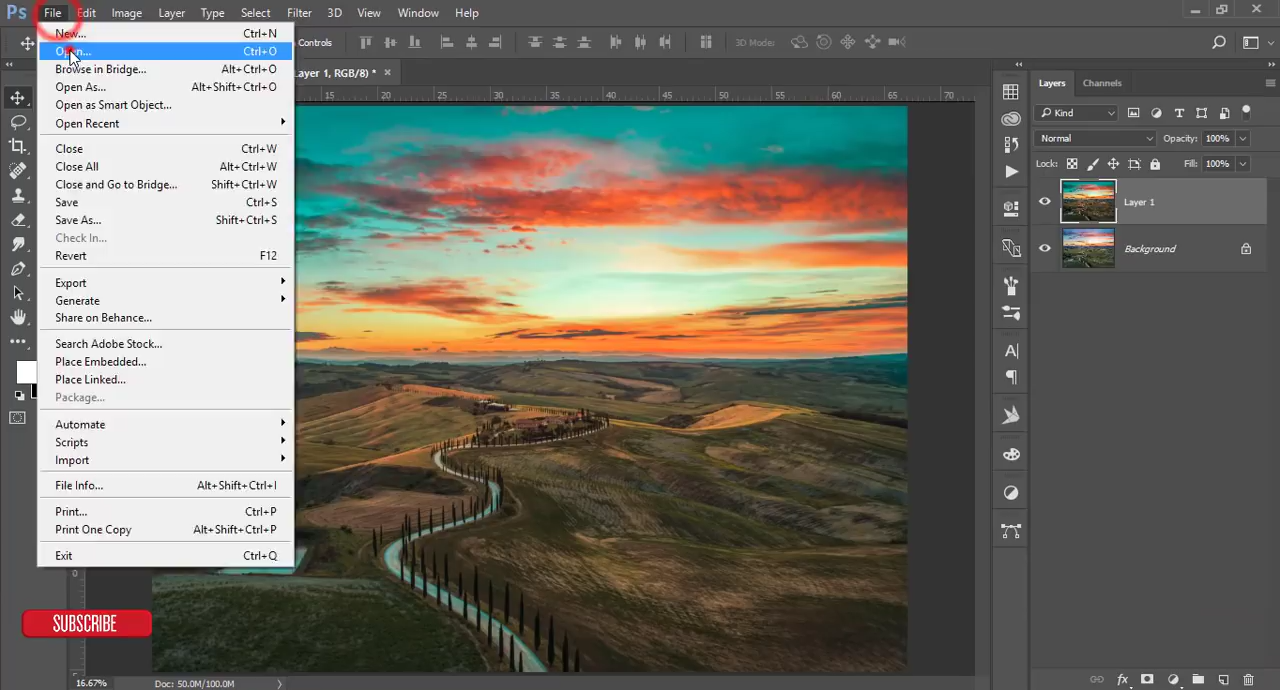 Ps File Edit Image Layer Type Select Filter 3D View Window Help
New... Ctrl+N
Controls 3D Mode:
Open... Ctrl+O
Browse in Bridge... Alt+Ctrl+O
Layer 1, RGB/8) *
Open As... Alt+Shift+Ctrl+O
Open as Smart Object...
Open Recent
Close Ctrl+W
Close All Alt+Ctrl+W
Close and Go to Bridge... Shift+Ctrl+W
Save Ctrl+S
Save As... Shift+Ctrl+S
Check In...
Revert F12
Export
Generate
Share on Behance...
Search Adobe Stock...
Place Embedded...
Place Linked...
Package...
Automate
Scripts
Import
File Info... Alt+Shift+Ctrl+I
Print... Ctrl+P
Print One Copy Alt+Shift+Ctrl+P
Exit Ctrl+Q
15 20 25 30 35 40 45 50 55 60 65 70
Layers Channels
Kind
Normal Opacity: 100%
Lock: Fill: 100%
Layer 1
Background
SUBSCRIBE
16.67% Doc: 50.0M/100.0M